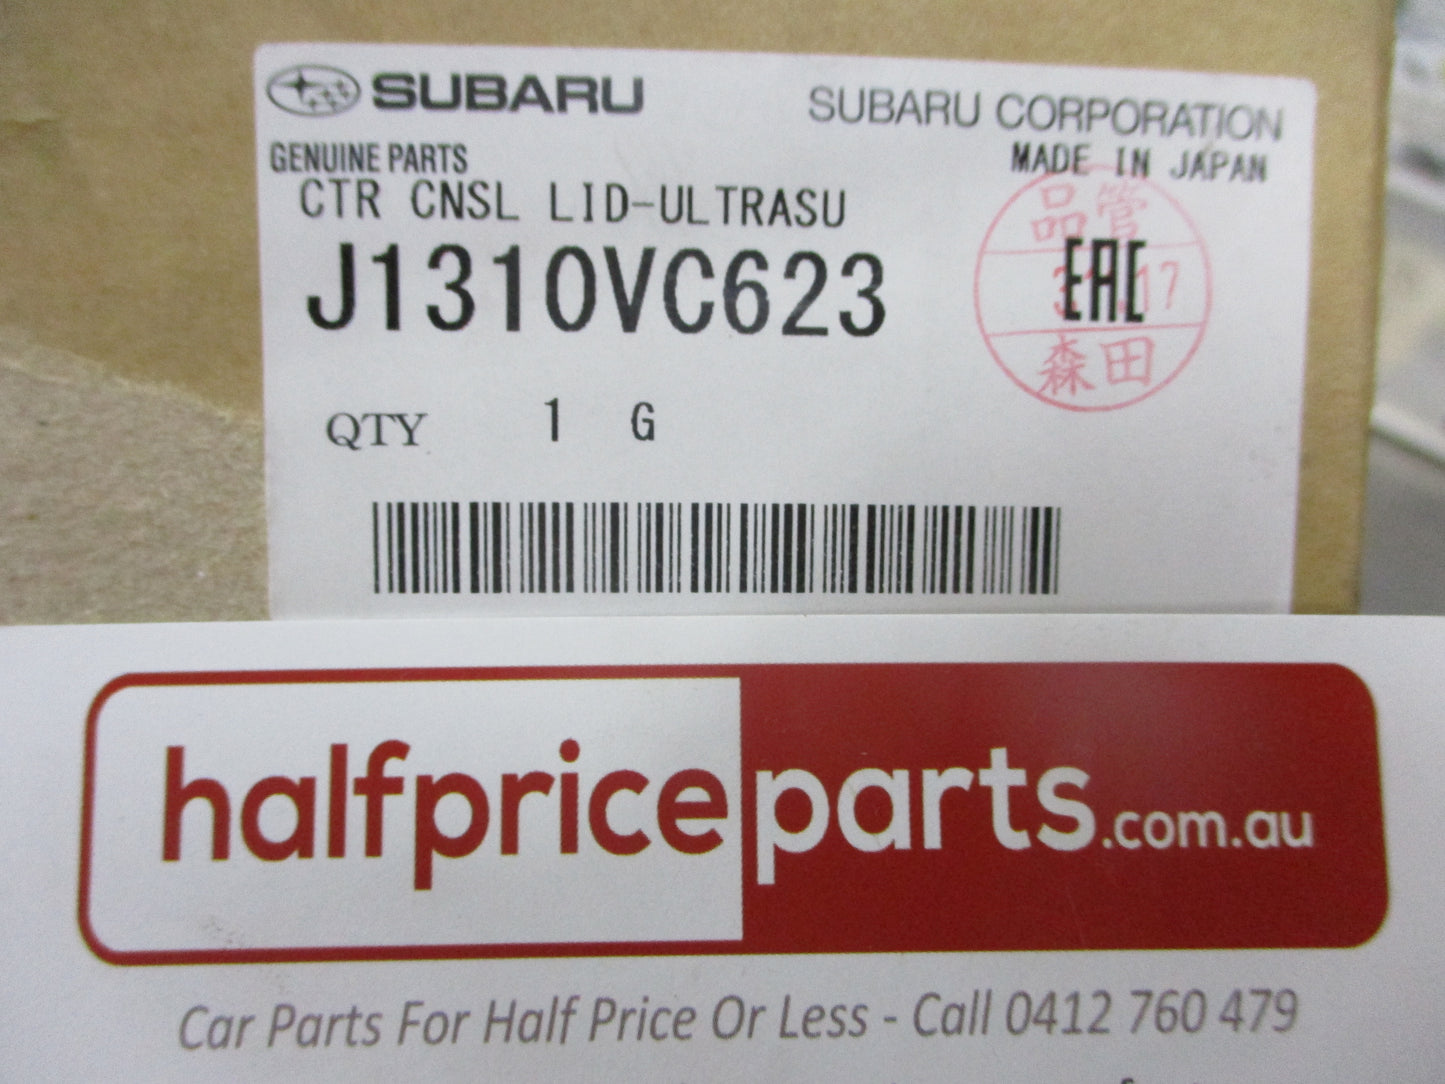 SUBARU
SUBARU CORPORATION
GENUINE PARTS
MADE IN JAPAN
CTR CNSL LID-ULTRASU
J1310VC623
品管
EAC
森田
QTY 1 G
halfpriceparts.com.au
Car Parts For Half Price Or Less - Call 0412 760 479